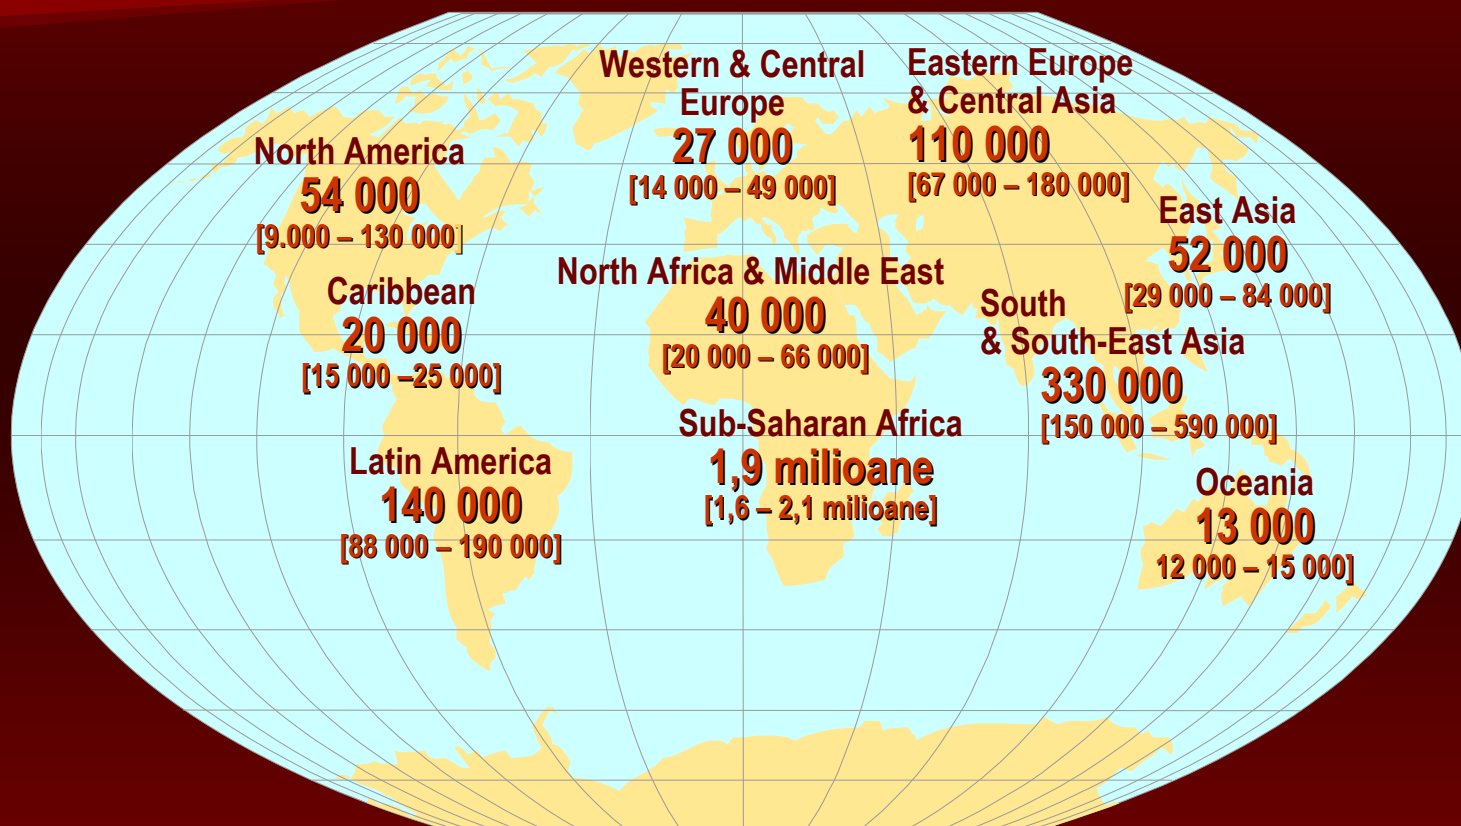 Western & Central
Europe
27 000
[14 000 – 49 000]
Eastern Europe
& Central Asia
110 000
[67 000 – 180 000]
North America
54 000
[9.000 – 130 000]
East Asia
52 000
[29 000 – 84 000]
North Africa & Middle East
40 000
[20 000 – 66 000]
Caribbean
20 000
[15 000 –25 000]
South
& South-East Asia
330 000
[150 000 – 590 000]
Sub-Saharan Africa
1,9 milioane
[1,6 – 2,1 milioane]
Latin America
140 000
[88 000 – 190 000]
Oceania
13 000
12 000 – 15 000]